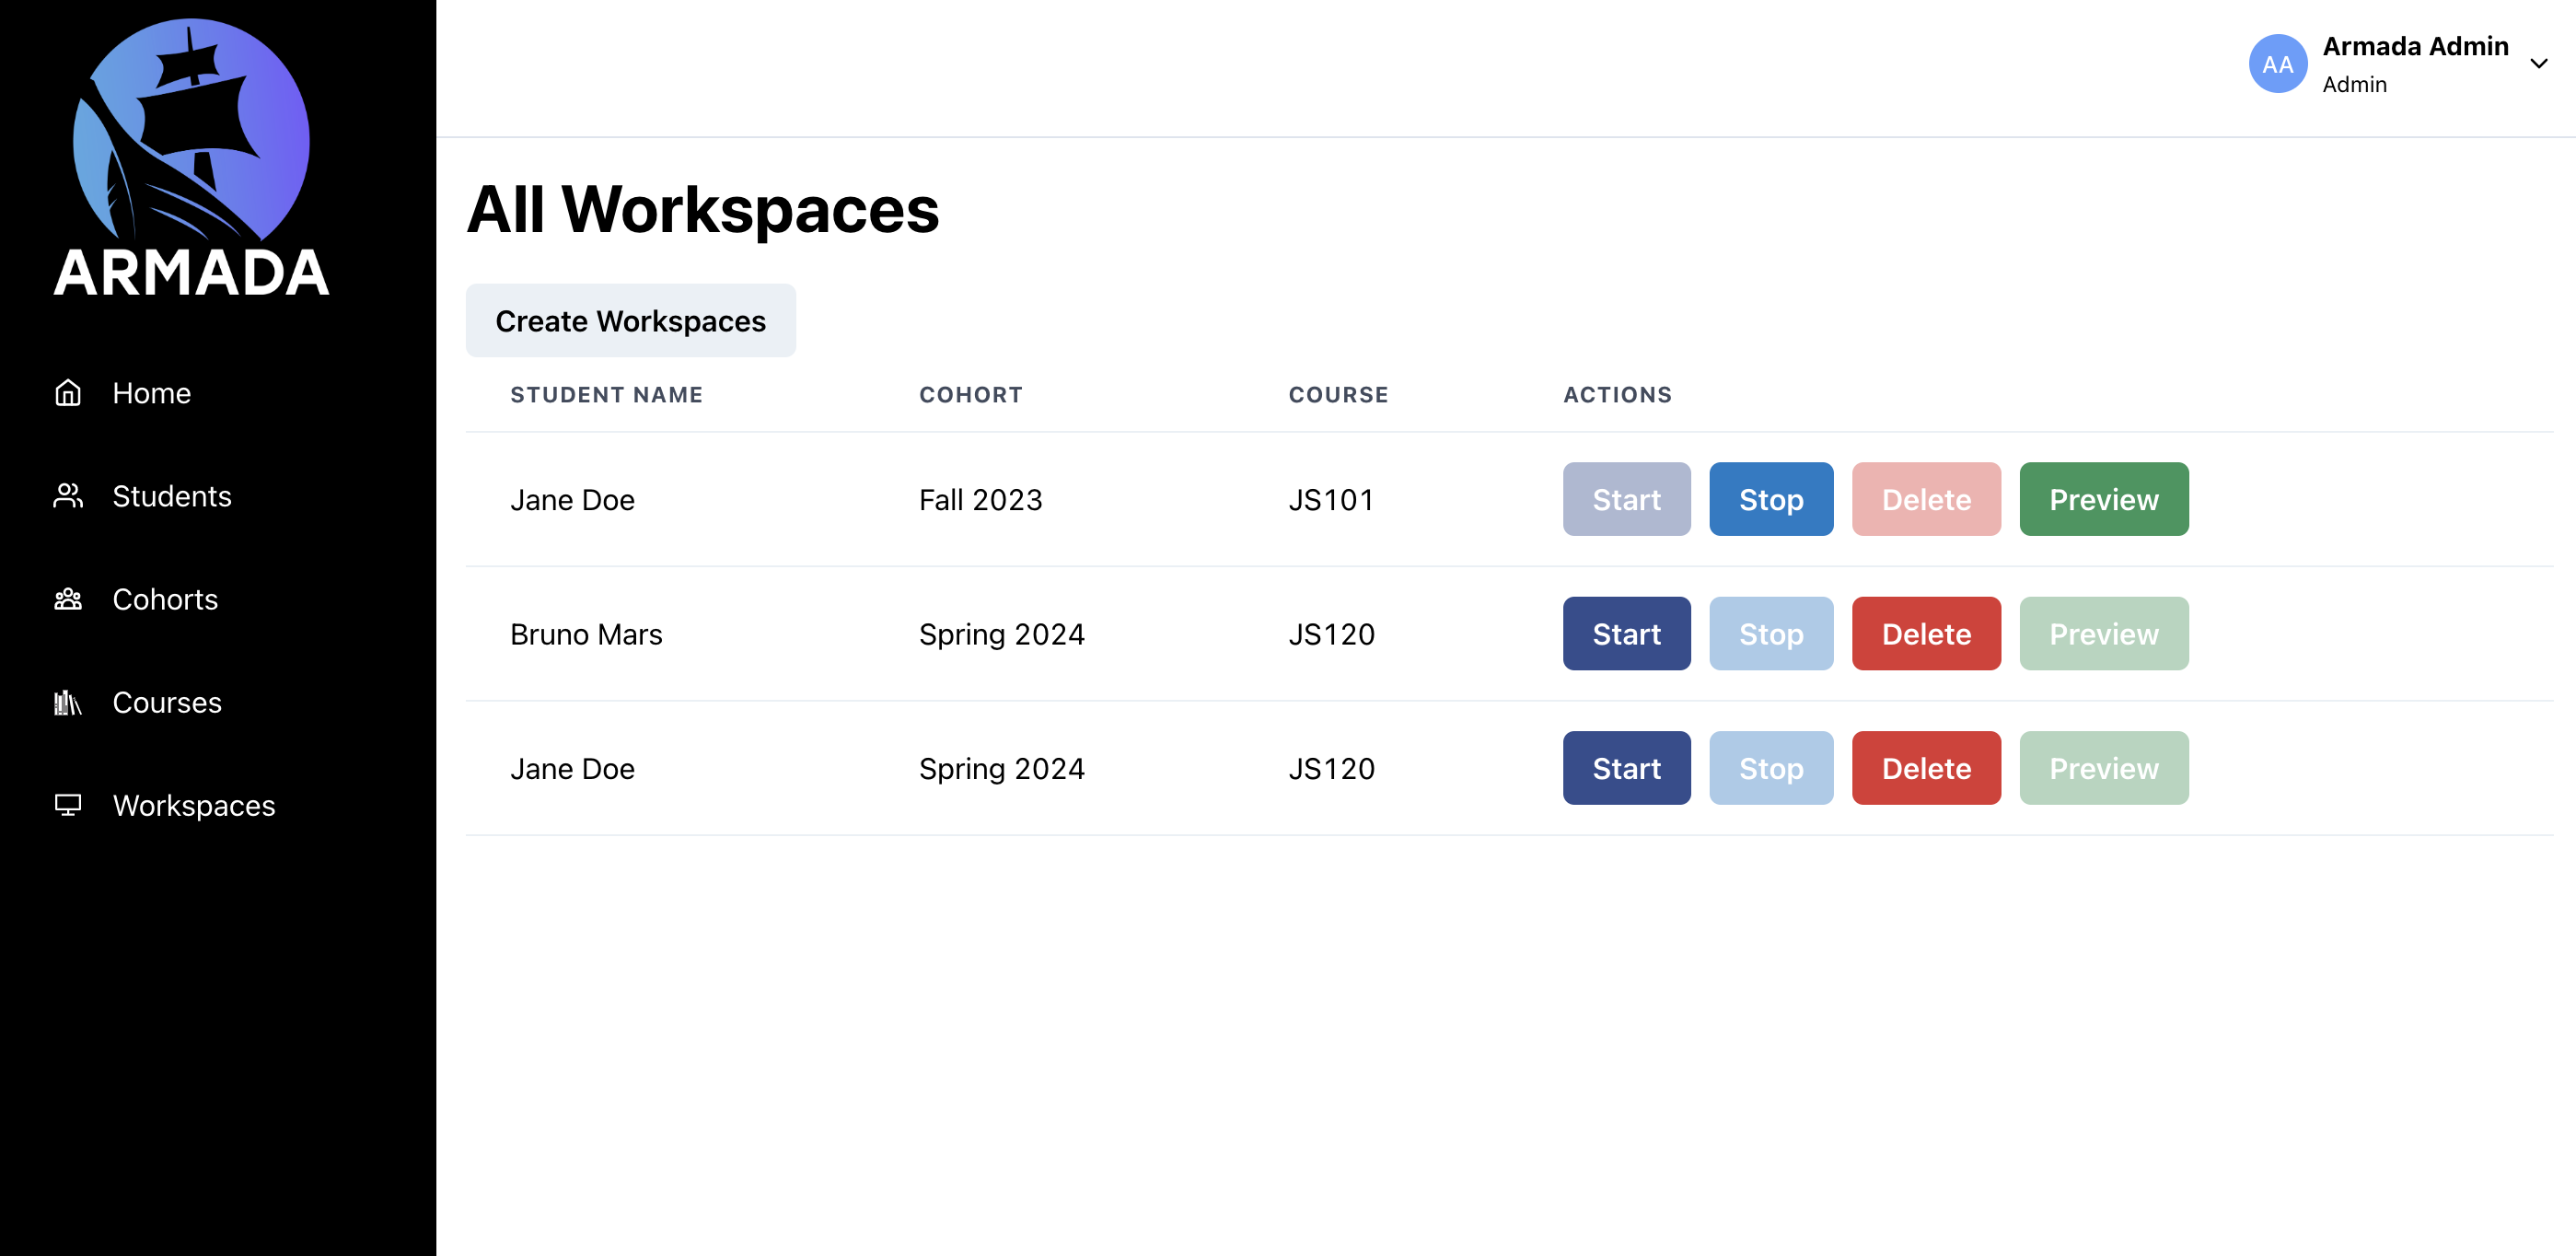 ARMADA
Home
Students
Cohorts
Courses
Workspaces
AA
Armada Admin
Admin
All Workspaces
Create Workspaces
STUDENT NAME COHORT COURSE ACTIONS
Jane Doe Fall 2023 JS101 Start Stop Delete Preview
Bruno Mars Spring 2024 JS120 Start Stop Delete Preview
Jane Doe Spring 2024 JS120 Start Stop Delete Preview